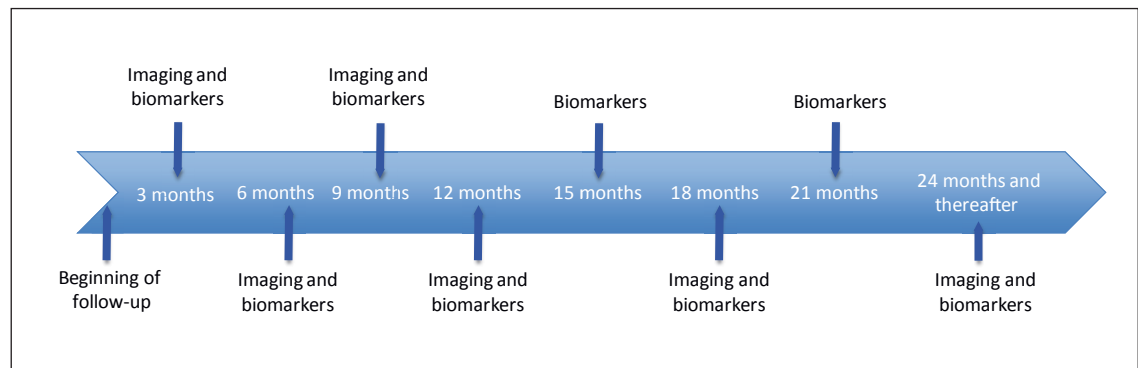 Imaging and
biomarkers
Imaging and
biomarkers
Biomarkers
Biomarkers
3 months
6 months
9 months
12 months
15 months
18 months
21 months
24 months and
thereafter
Beginning of
follow-up
Imaging and
biomarkers
Imaging and
biomarkers
Imaging and
biomarkers
Imaging and
biomarkers